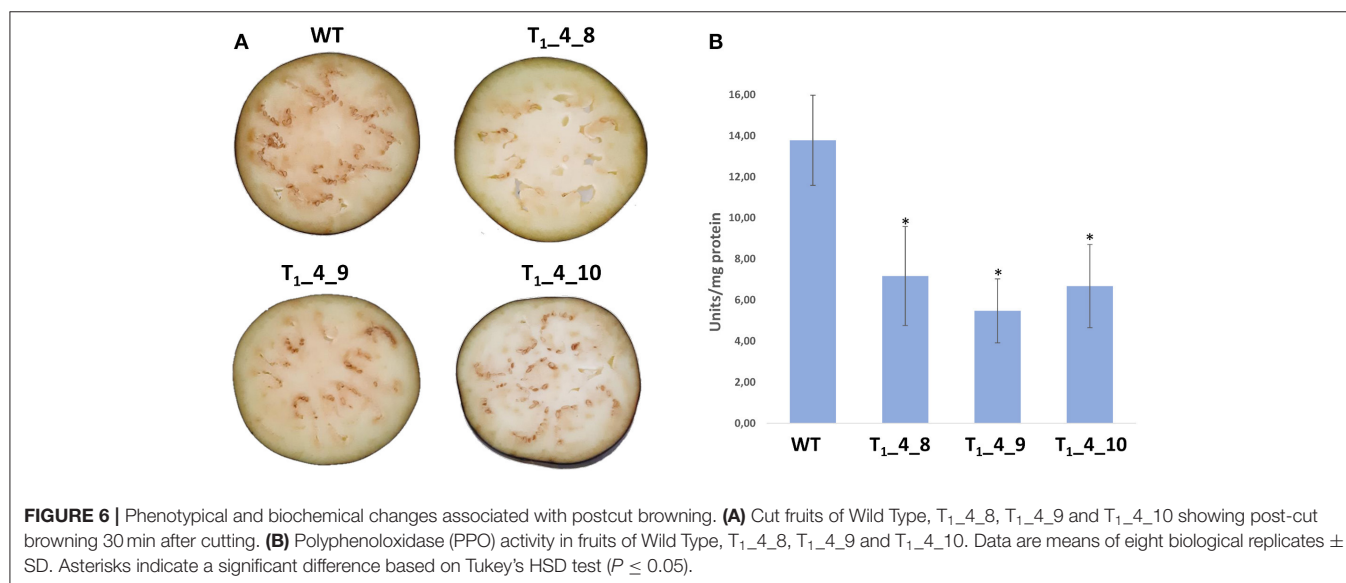 A
WT
T₁_4_8
T₁_4_9
T₁_4_10
B
16,00
14,00
12,00
10,00
8,00
6,00
4,00
2,00
0,00
Units/mg protein
*
*
*
WT
T₁_4_8
T₁_4_9
T₁_4_10
FIGURE 6 | Phenotypical and biochemical changes associated with postcut browning. (A) Cut fruits of Wild Type, T₁_4_8, T₁_4_9 and T₁_4_10 showing post-cut
browning 30 min after cutting. (B) Polyphenoloxidase (PPO) activity in fruits of Wild Type, T₁_4_8, T₁_4_9 and T₁_4_10. Data are means of eight biological replicates ±
SD. Asterisks indicate a significant difference based on Tukey's HSD test (P ≤ 0.05).